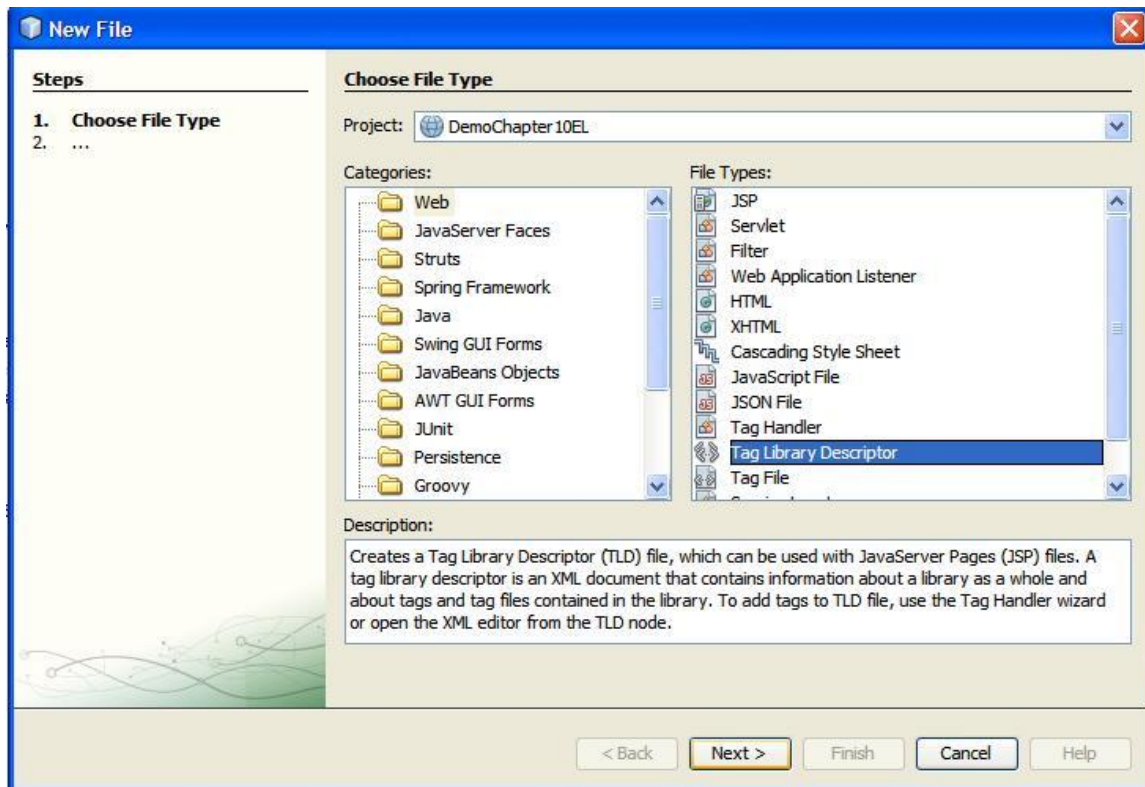 New File
Steps
1. Choose File Type
2. ...
Choose File Type
Project: DemoChapter10EL
Categories:
Web
JavaServer Faces
Struts
Spring Framework
Java
Swing GUI Forms
JavaBeans Objects
AWT GUI Forms
JUnit
Persistence
Groovy
File Types:
JSP
Servlet
Filter
Web Application Listener
HTML
XHTML
Cascading Style Sheet
JavaScript File
JSON File
Tag Handler
Tag Library Descriptor
Tag File
Description:
Creates a Tag Library Descriptor (TLD) file, which can be used with JavaServer Pages (JSP) files. A
tag library descriptor is an XML document that contains information about a library as a whole and
about tags and tag files contained in the library. To add tags to TLD file, use the Tag Handler wizard
or open the XML editor from the TLD node.
< Back Next > Finish Cancel Help